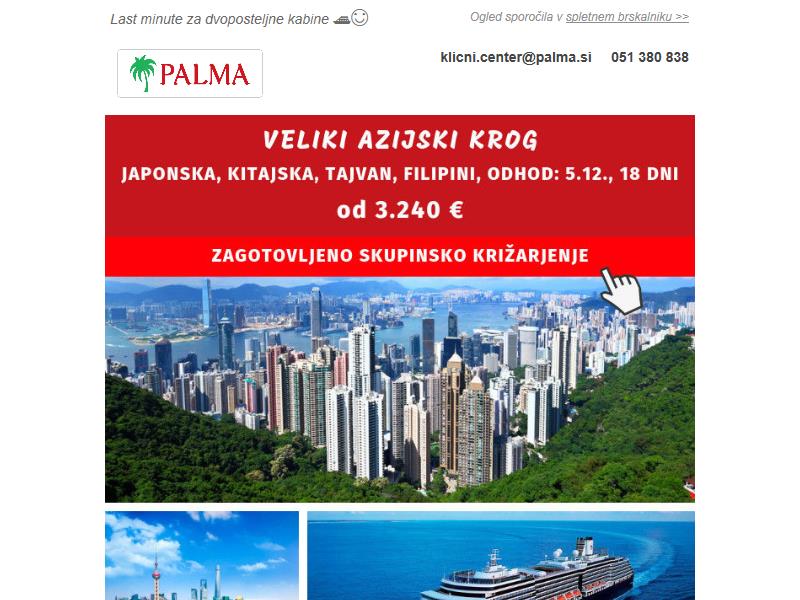 Last minute za dvoposteljne kabine 🛳☺
Ogled sporočila v spletnem brskalniku >>
PALMA
klicni.center@palma.si 051 380 838
VELIKI AZIJSKI KROG
JAPONSKA, KITAJSKA, TAJVAN, FILIPINI, ODHOD: 5.12., 18 DNI
od 3.240 €
ZAGOTOVLJENO SKUPINSKO KRIŽARJENJE